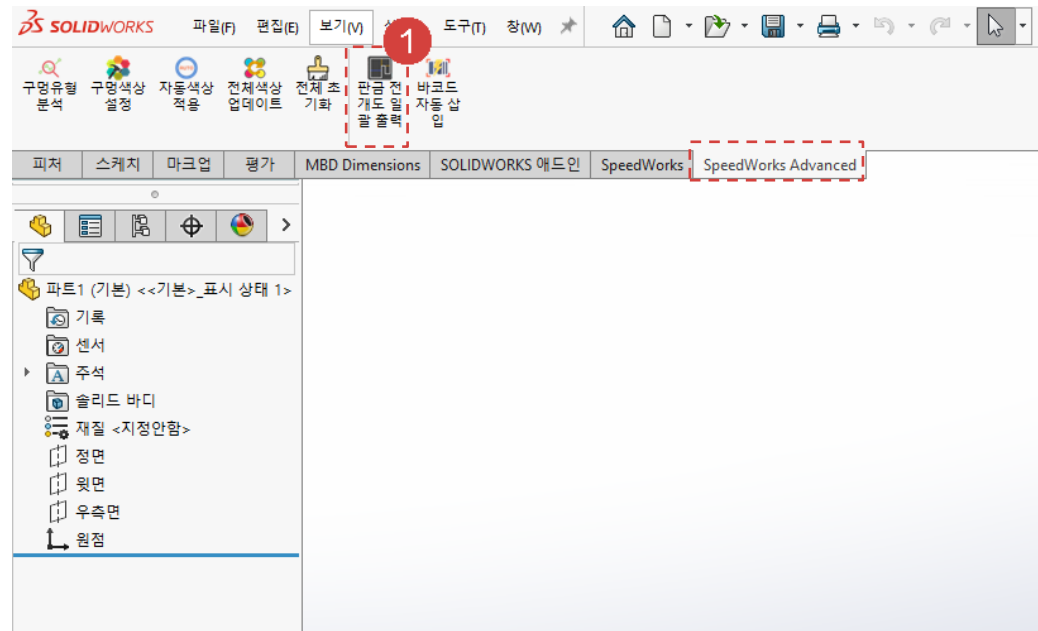 SOLIDWORKS 파일(F) 편집(E) 보기(V) 도구(T) 창(W)
1
구멍유형 분석
구멍색상 설정
자동색상 적용
전체색상 업데이트
전체 초기화
판금 전개도 일괄 출력
바코드 자동 삽입
피처 스케치 마크업 평가 MBD Dimensions SOLIDWORKS 애드인 SpeedWorks SpeedWorks Advanced
파트1 (기본) <<기본>_표시 상태 1>
기록
센서
A 주석
솔리드 바디
재질 <지정안함>
정면
윗면
우측면
원점